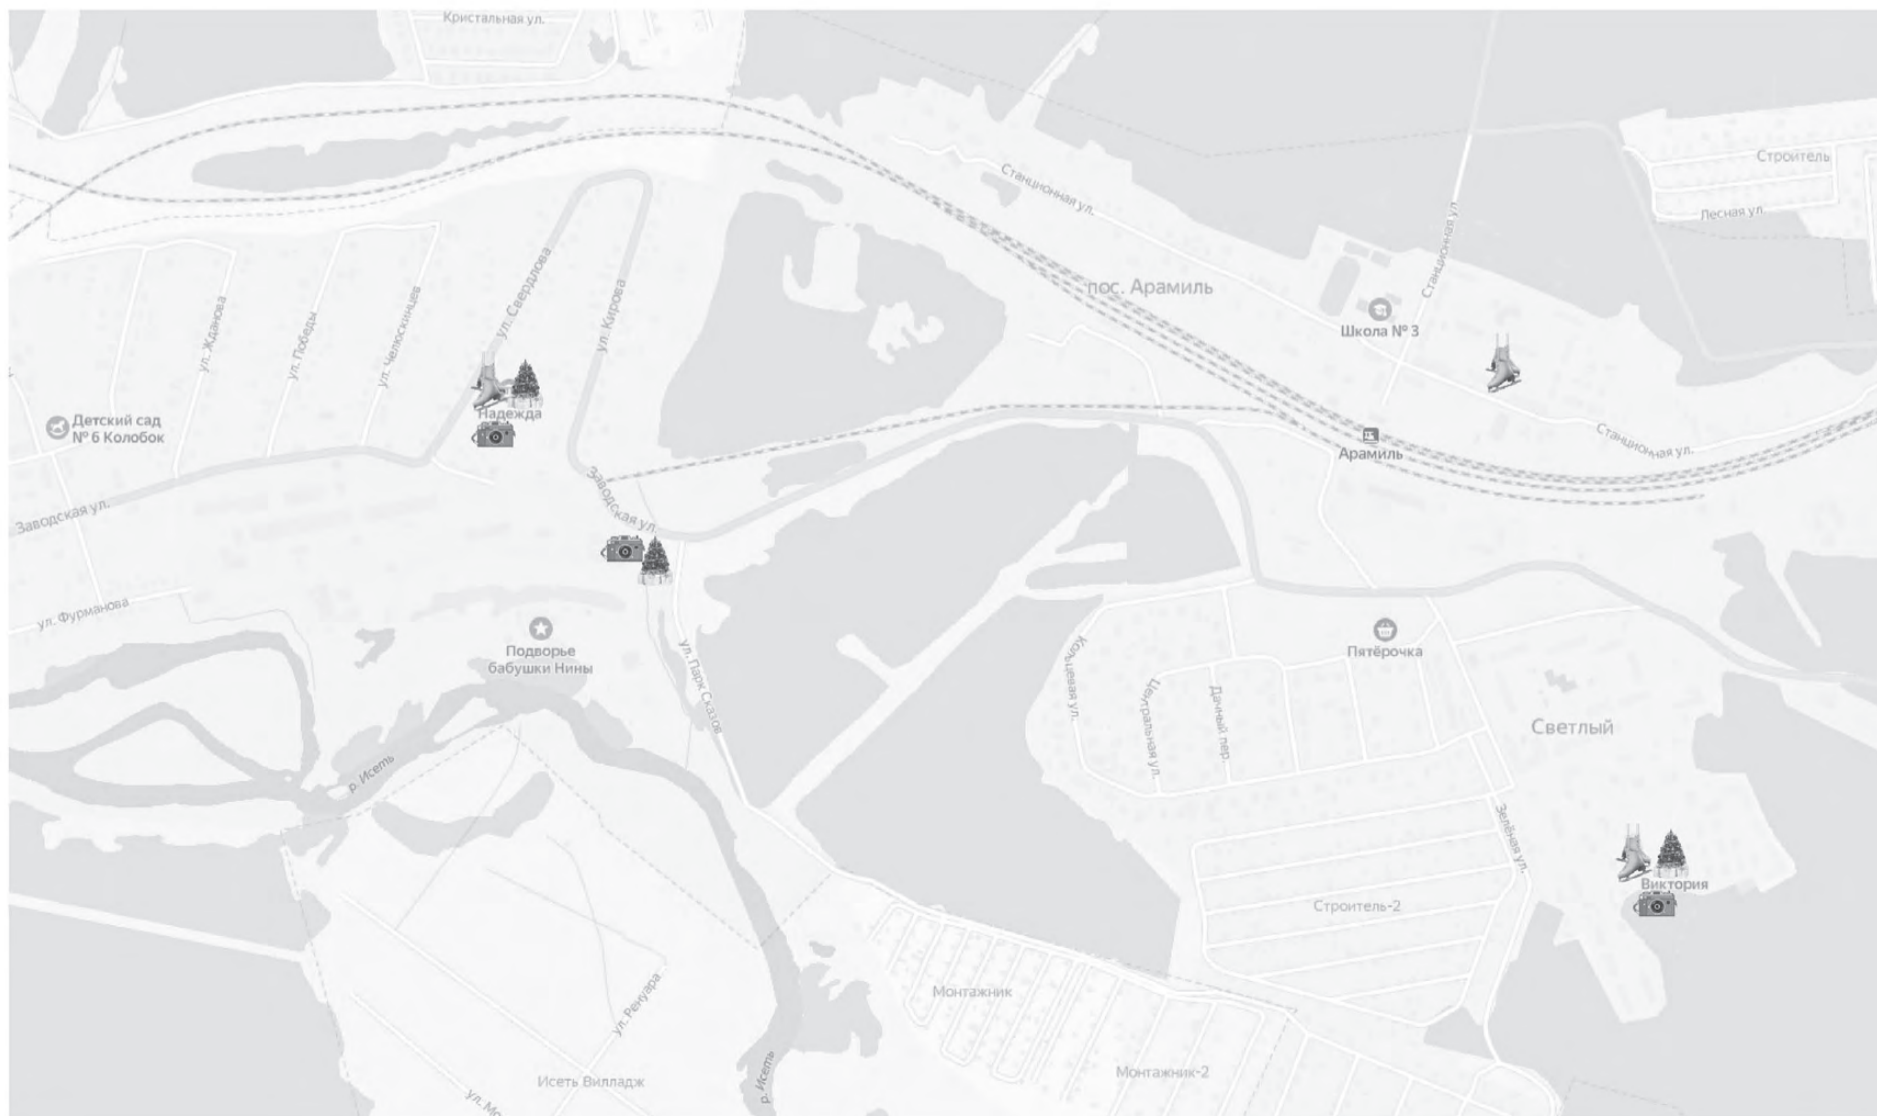 Кристальная ул.
Станционная ул.
Строитель
Лесная ул.
Станционная ул.
пос. Арамиль
Школа № 3
ул. Свердлова
ул. Кирова
ул. Жданова
ул. Победы
ул. Челюскинцев
Надежда
Детский сад
№ 6 Колобок
Станционная ул.
Арамиль
Заводская ул.
Заводская ул.
ул. Фурманова
Подворье
бабушки Нины
ул. Парк Сказов
Кольцевая ул.
Центральная ул.
Дачный пер.
Пятёрочка
Светлый
р. Исеть
Зелёная ул.
Виктория
Строитель-2
Монтажник
ул. Ренуара
Монтажник-2
Исеть Вилладж
р. Исеть